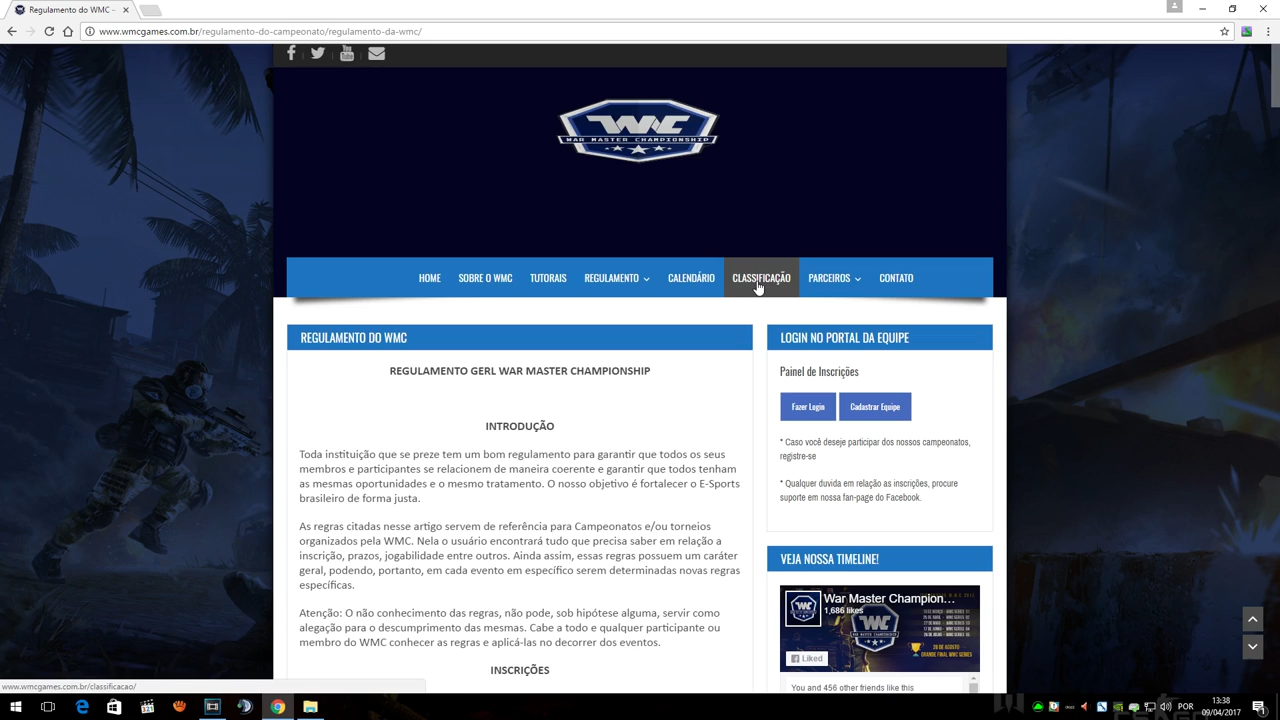 Regulamento do WMC –
www.wmcgames.com.br/regulamento-do-campeonato/regulamento-da-wmc/
WMC
WAR MASTER CHAMPIONSHIP
HOME SOBRE O WMC TUTORAIS REGULAMENTO CALENDÁRIO CLASSIFICAÇÃO PARCEIROS CONTATO
REGULAMENTO DO WMC
REGULAMENTO GERL WAR MASTER CHAMPIONSHIP
INTRODUÇÃO
Toda instituição que se preze tem um bom regulamento para garantir que todos os seus
membros e participantes se relacionem de maneira coerente e garantir que todos tenham
as mesmas oportunidades e o mesmo tratamento. O nosso objetivo é fortalecer o E-Sports
brasileiro de forma justa.
As regras citadas nesse artigo servem de referência para Campeonatos e/ou torneios
organizados pela WMC. Nela o usuário encontrará tudo que precisa saber em relação a
inscrição, prazos, jogabilidade entre outros. Ainda assim, essas regras possuem um caráter
geral, podendo, portanto, em cada evento em específico serem determinadas novas regras
específicas.
Atenção: O não conhecimento das regras, não pode, sob hipótese alguma, servir como
alegação para o descumprimento das mesmas. Cabe a todo e qualquer participante ou
membro do WMC conhecer as regras e aplicá-las no decorrer dos eventos.
INSCRIÇÕES
LOGIN NO PORTAL DA EQUIPE
Painel de Inscrições
Fazer Login Cadastrar Equipe
* Caso você deseje participar dos nossos campeonatos,
registre-se
* Qualquer duvida em relação as inscrições, procure
suporte em nossa fan-page do Facebook.
VEJA NOSSA TIMELINE!
War Master Champion...
1,686 likes
WMC
28 DE AGOSTO
GRANDE FINAL WMC SERIES
Liked
You and 456 other friends like this
www.wmcgames.com.br/classificacao/
POR
13:38
09/04/2017